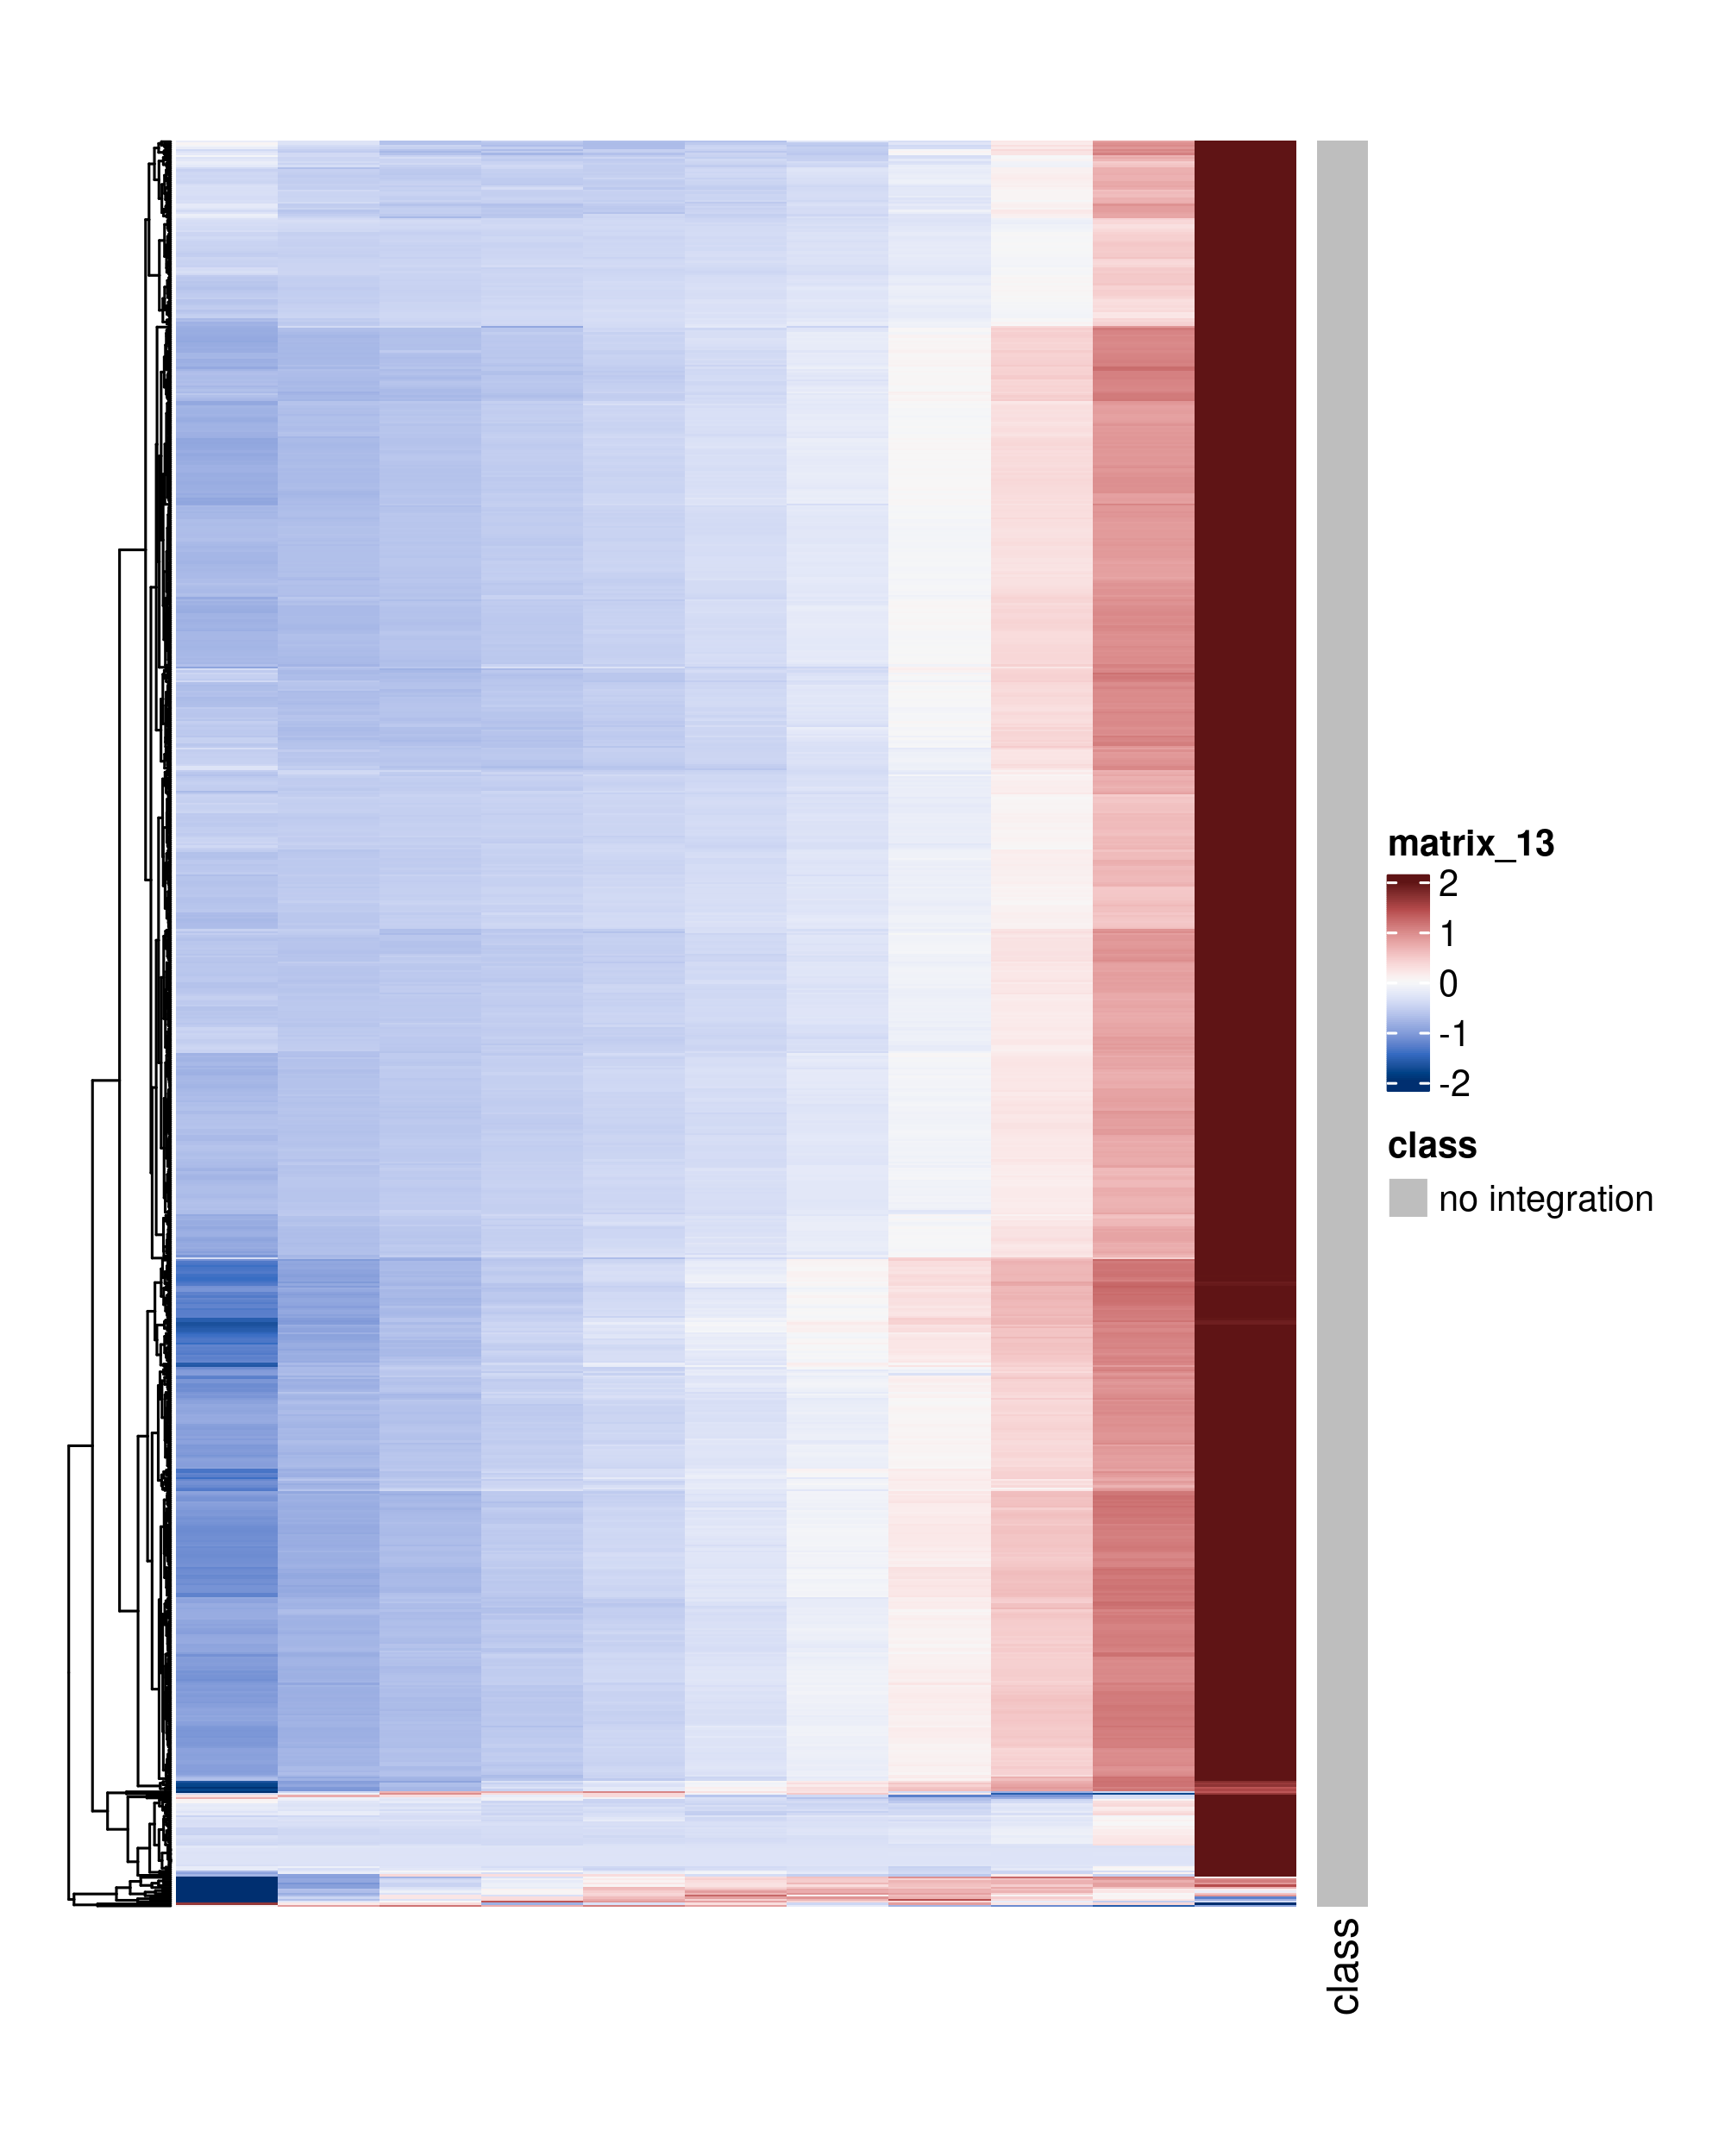 matrix_13
2
1
0
-1
-2
class
no integration
class